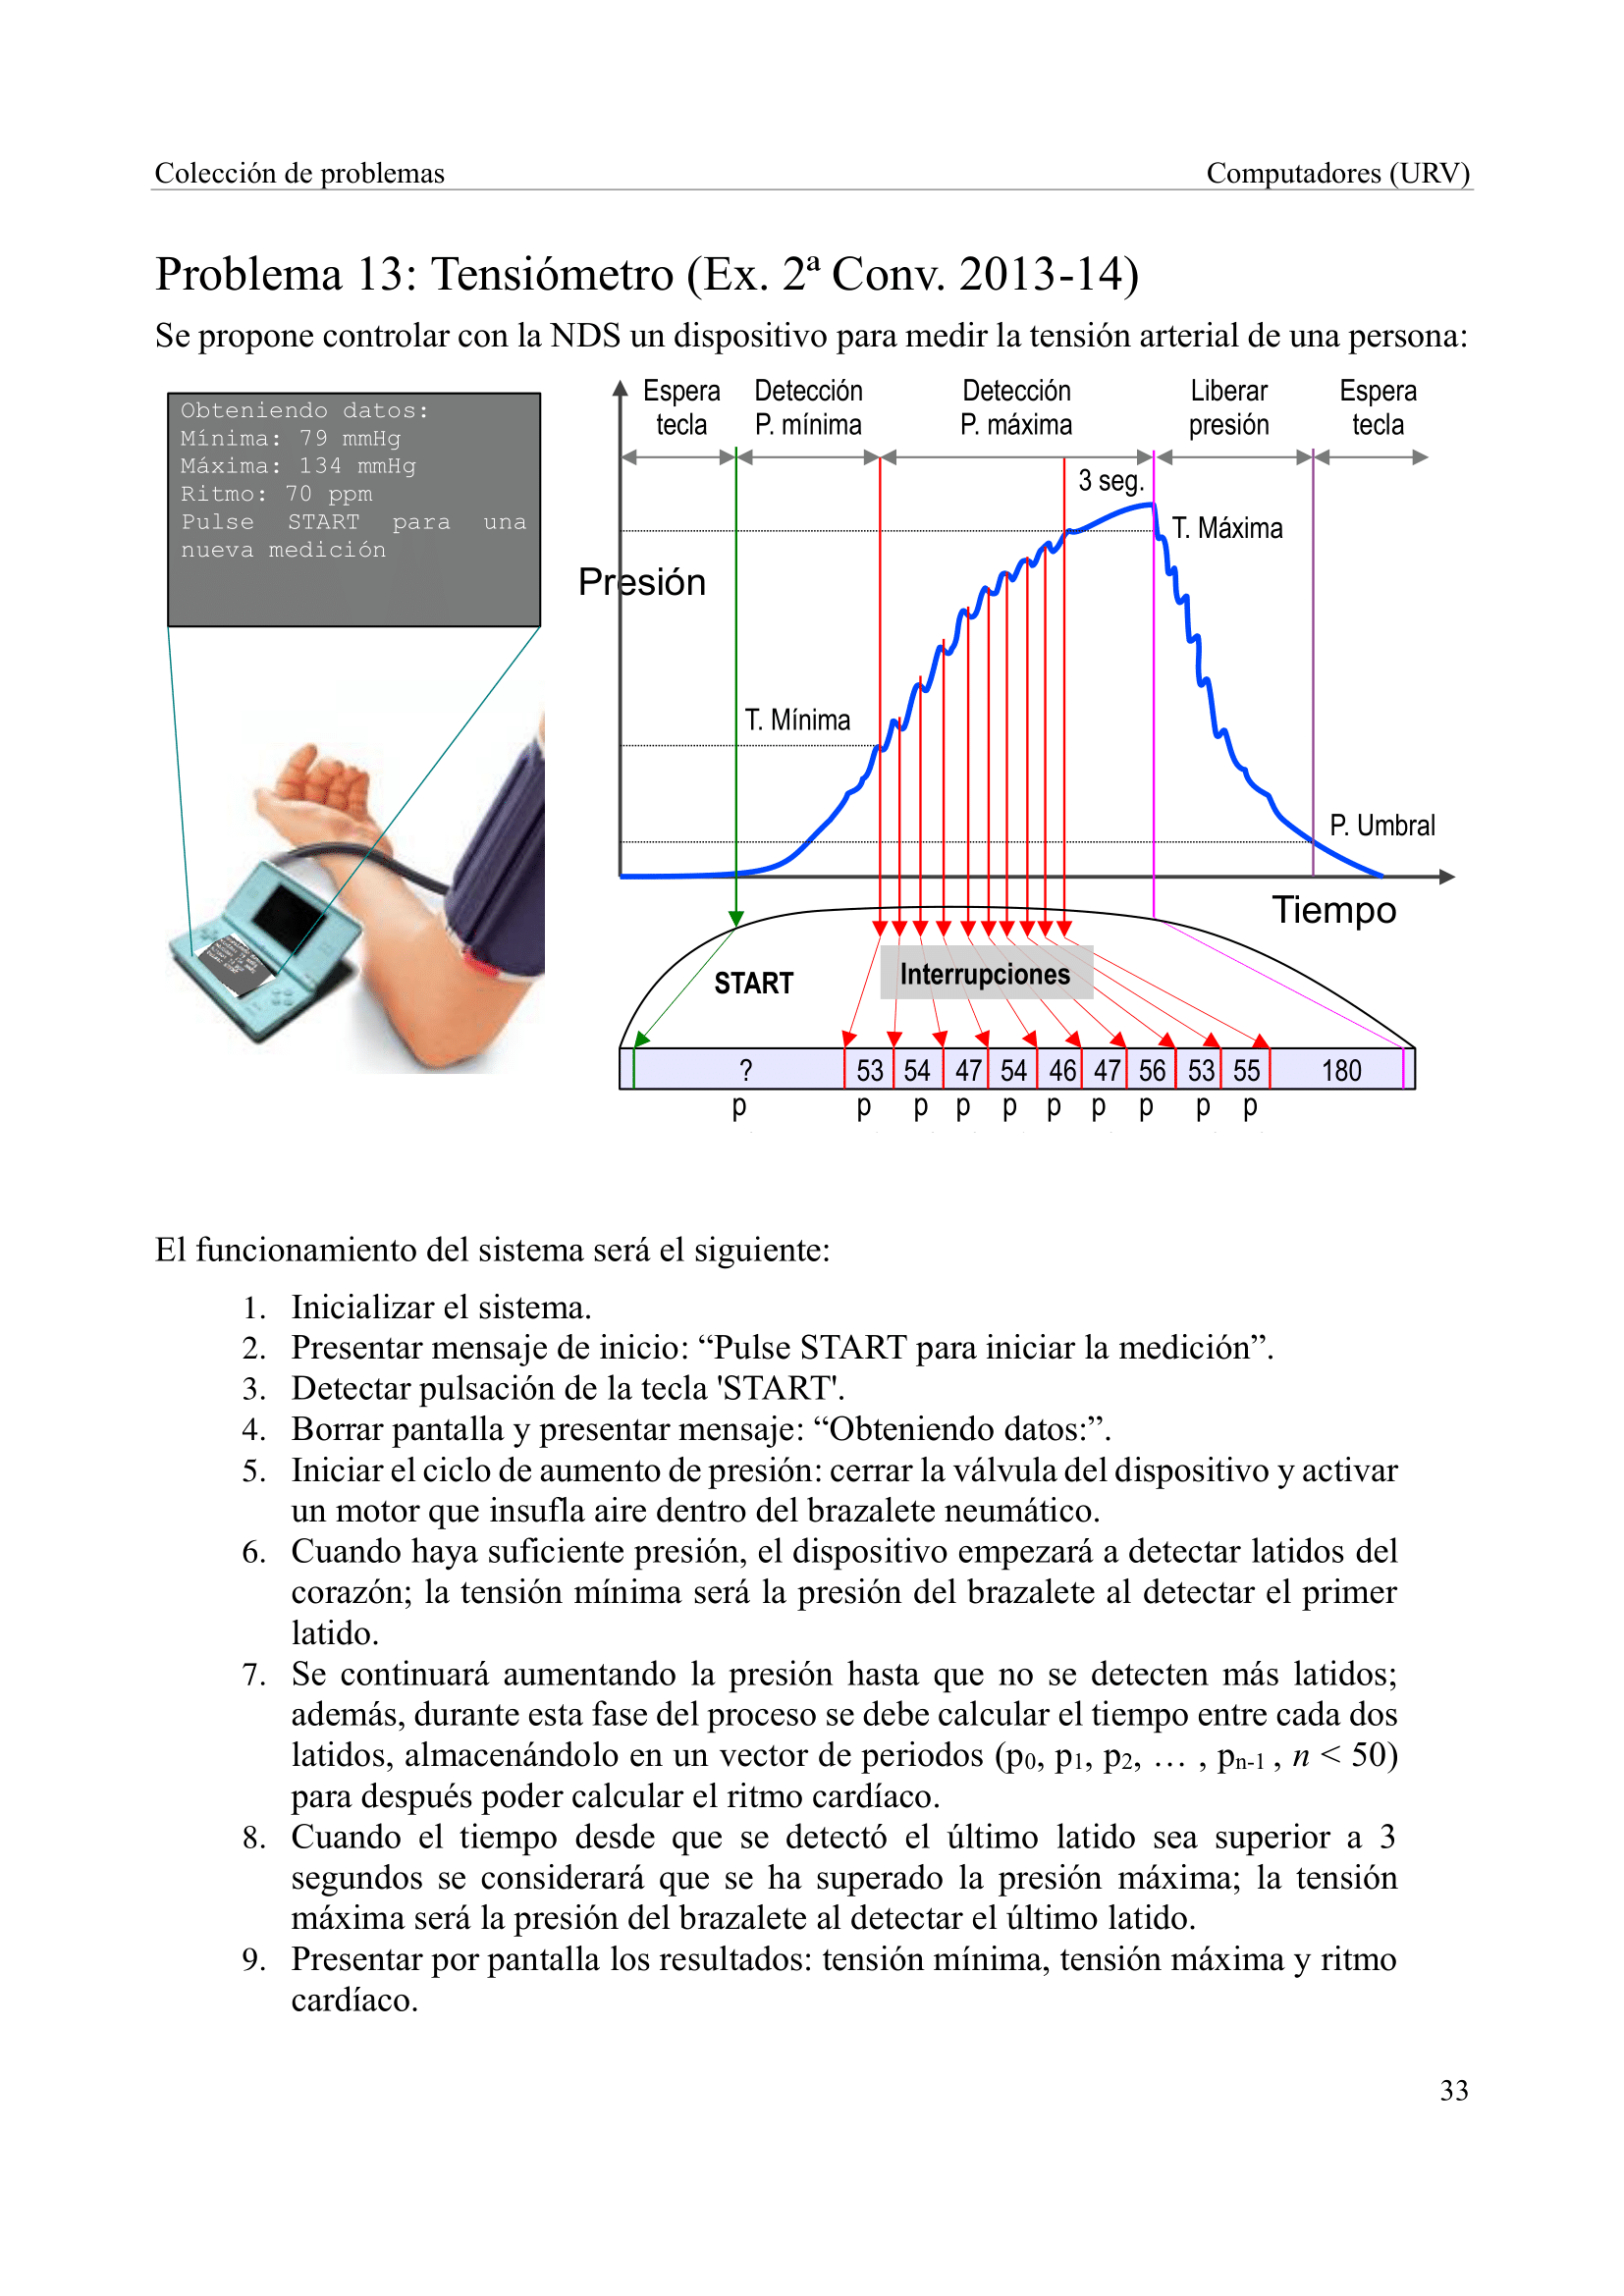 Colección de problemas
Computadores (URV)
Problema 13: Tensiómetro (Ex. 2ª Conv. 2013-14)
Se propone controlar con la NDS un dispositivo para medir la tensión arterial de una persona:
Obteniendo datos:
Mínima: 79 mmHg
Máxima: 134 mmHg
Ritmo: 70 ppm
Pulse START para una
nueva medición
Espera tecla
Detección P. mínima
Detección P. máxima
Liberar presión
Espera tecla
3 seg.
T. Máxima
Presión
T. Mínima
P. Umbral
Tiempo
START
Interrupciones
? 53 54 47 54 46 47 56 53 55 180
p p p p p p p p p p
El funcionamiento del sistema será el siguiente:
1. Inicializar el sistema.
2. Presentar mensaje de inicio: “Pulse START para iniciar la medición”.
3. Detectar pulsación de la tecla 'START'.
4. Borrar pantalla y presentar mensaje: “Obteniendo datos:”.
5. Iniciar el ciclo de aumento de presión: cerrar la válvula del dispositivo y activar
un motor que insufla aire dentro del brazalete neumático.
6. Cuando haya suficiente presión, el dispositivo empezará a detectar latidos del
corazón; la tensión mínima será la presión del brazalete al detectar el primer
latido.
7. Se continuará aumentando la presión hasta que no se detecten más latidos;
además, durante esta fase del proceso se debe calcular el tiempo entre cada dos
latidos, almacenándolo en un vector de periodos (p0, p1, p2, … , pn-1 , n < 50)
para después poder calcular el ritmo cardíaco.
8. Cuando el tiempo desde que se detectó el último latido sea superior a 3
segundos se considerará que se ha superado la presión máxima; la tensión
máxima será la presión del brazalete al detectar el último latido.
9. Presentar por pantalla los resultados: tensión mínima, tensión máxima y ritmo
cardíaco.
33